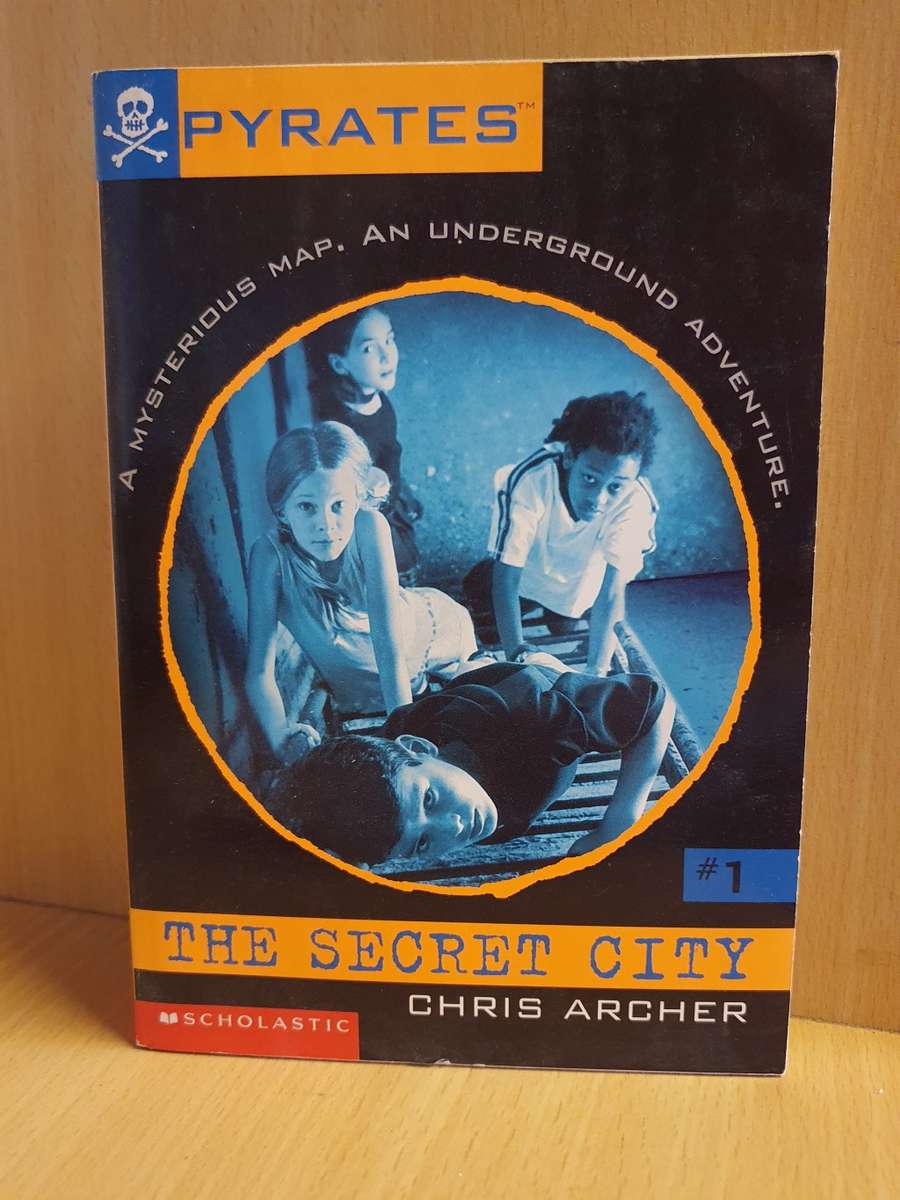 PYRATES™
A MYSTERIOUS MAP. AN UNDERGROUND ADVENTURE.
#1
THE SECRET CITY
CHRIS ARCHER
SCHOLASTIC